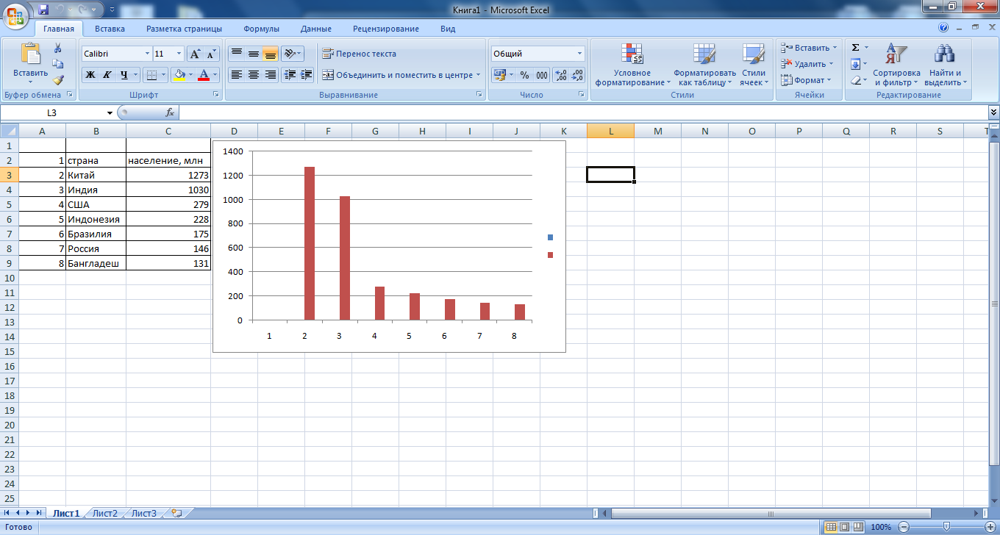 Книга1 - Microsoft Excel
Главная Вставка Разметка страницы Формулы Данные Рецензирование Вид
Вставить
Буфер обмена
Calibri 11
Ж К Ч А
Шрифт
Перенос текста
Объединить и поместить в центре
Выравнивание
Общий
% 000
Число
Условное форматирование
Форматировать как таблицу
Стили ячеек
Стили
Вставить
Удалить
Формат
Ячейки
Σ
Сортировка и фильтр
Найти и выделить
Редактирование
L3 fx
A B C D E F G H I J K L M N O P Q R S T
1
2 1 страна население, млн
3 2 Китай 1273
4 3 Индия 1030
5 4 США 279
6 5 Индонезия 228
7 6 Бразилия 175
8 7 Россия 146
9 8 Бангладеш 131
10
11
12
13
14
15
16
17
18
19
20
21
22
23
24
25
1400
1200
1000
800
600
400
200
0
1 2 3 4 5 6 7 8
Лист1 Лист2 Лист3
Готово 100%